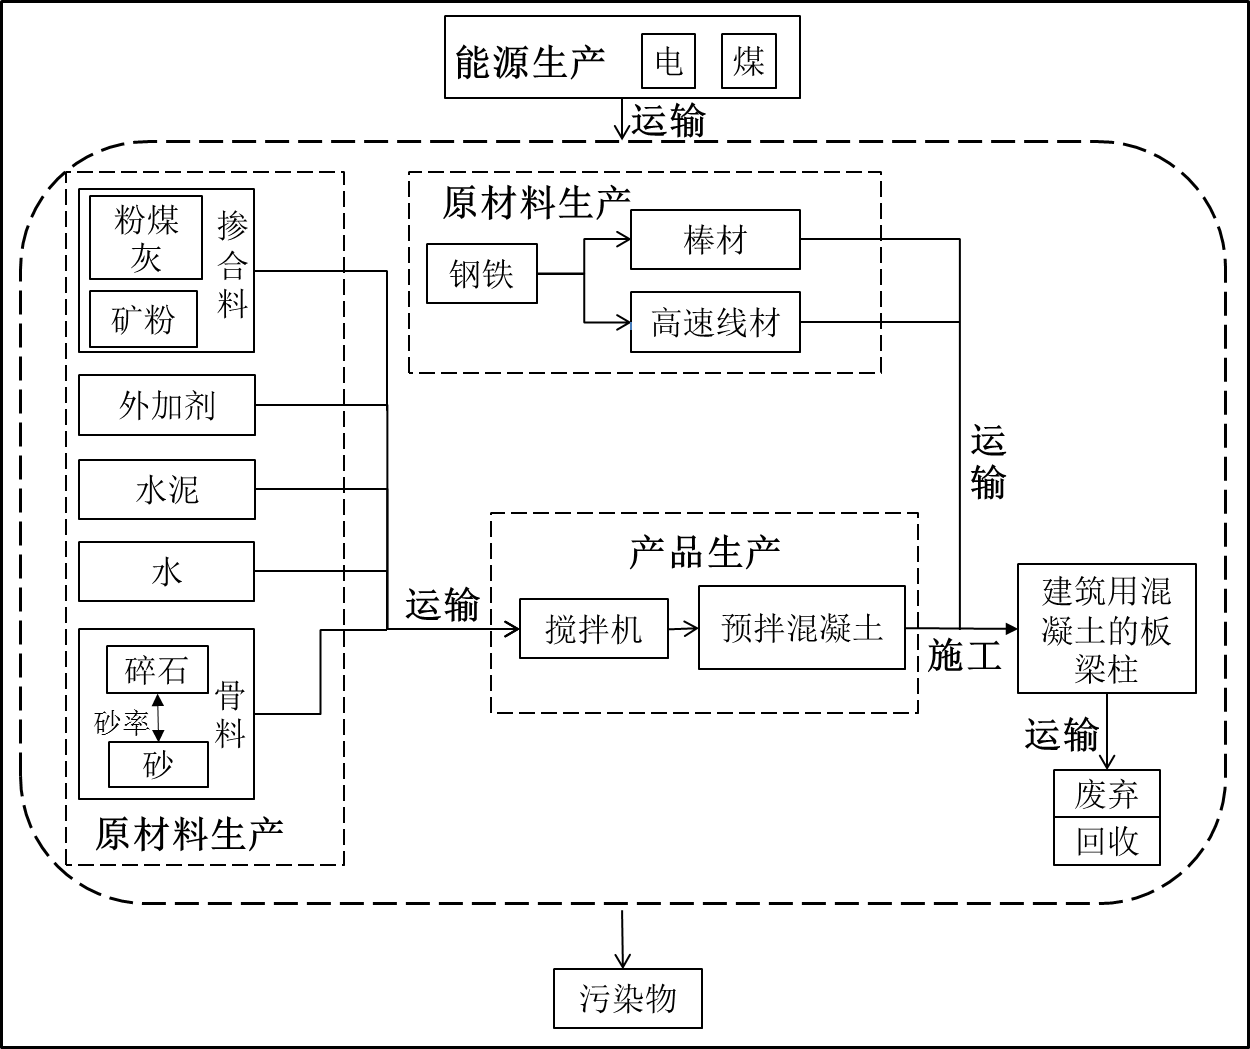 能源生产
电
煤
运输
粉煤
灰
掺合料
矿粉
外加剂
水泥
水
碎石
砂率
砂
骨料
原材料生产
原材料生产
钢铁
棒材
高速线材
运输
运输
产品生产
搅拌机
预拌混凝土
施工
建筑用混
凝土的板
梁柱
运输
废弃
回收
污染物